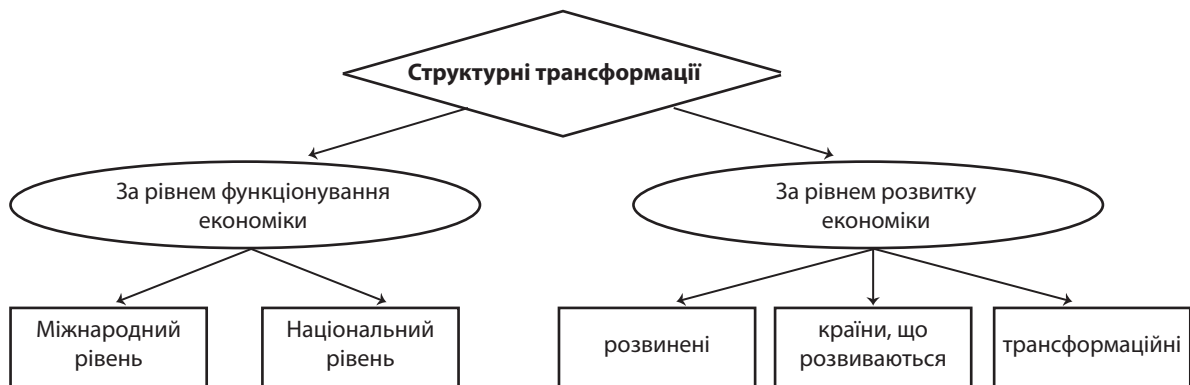 Структурні трансформації
За рівнем функціонування
економіки
За рівнем розвитку
економіки
Міжнародний
рівень
Національний
рівень
розвинені
країни, що
розвиваються
трансформаційні